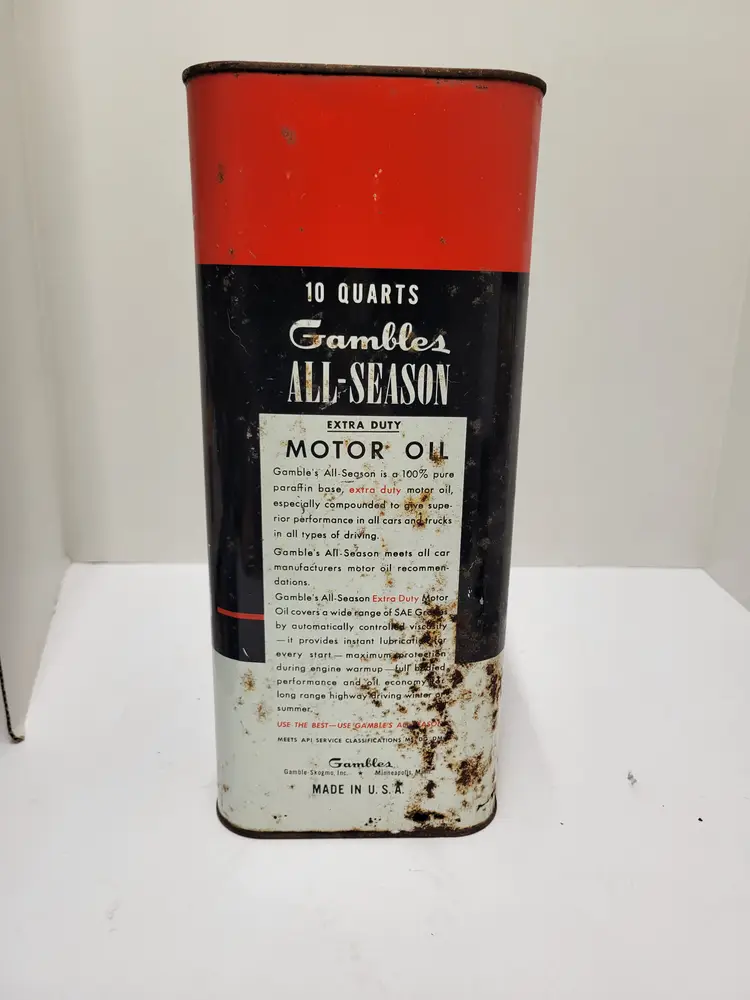 10 QUARTS
Gambles
ALL-SEASON
EXTRA DUTY
MOTOR OIL
Gamble's All-Season is a 100% pure
paraffin base, extra duty motor oil,
especially compounded to give supe-
rior performance in all cars and trucks
in all types of driving.
Gamble's All-Season meets all car
manufacturers motor oil recommen-
dations.
Gamble's All-Season Extra Duty Motor
Oil covers a wide range of SAE Grades
by automatically controlled viscosity
—it provides instant lubrication for
every start—maximum protection
during engine warmup—full bodied
performance and oil economy
long range highway driving winter
summer.
USE THE BEST—USE GAMBLE'S ALL-SEASON
MEETS API SERVICE CLASSIFICATIONS
Gambles
Gamble-Skogmo, Inc. Minneapolis,
MADE IN U.S.A.